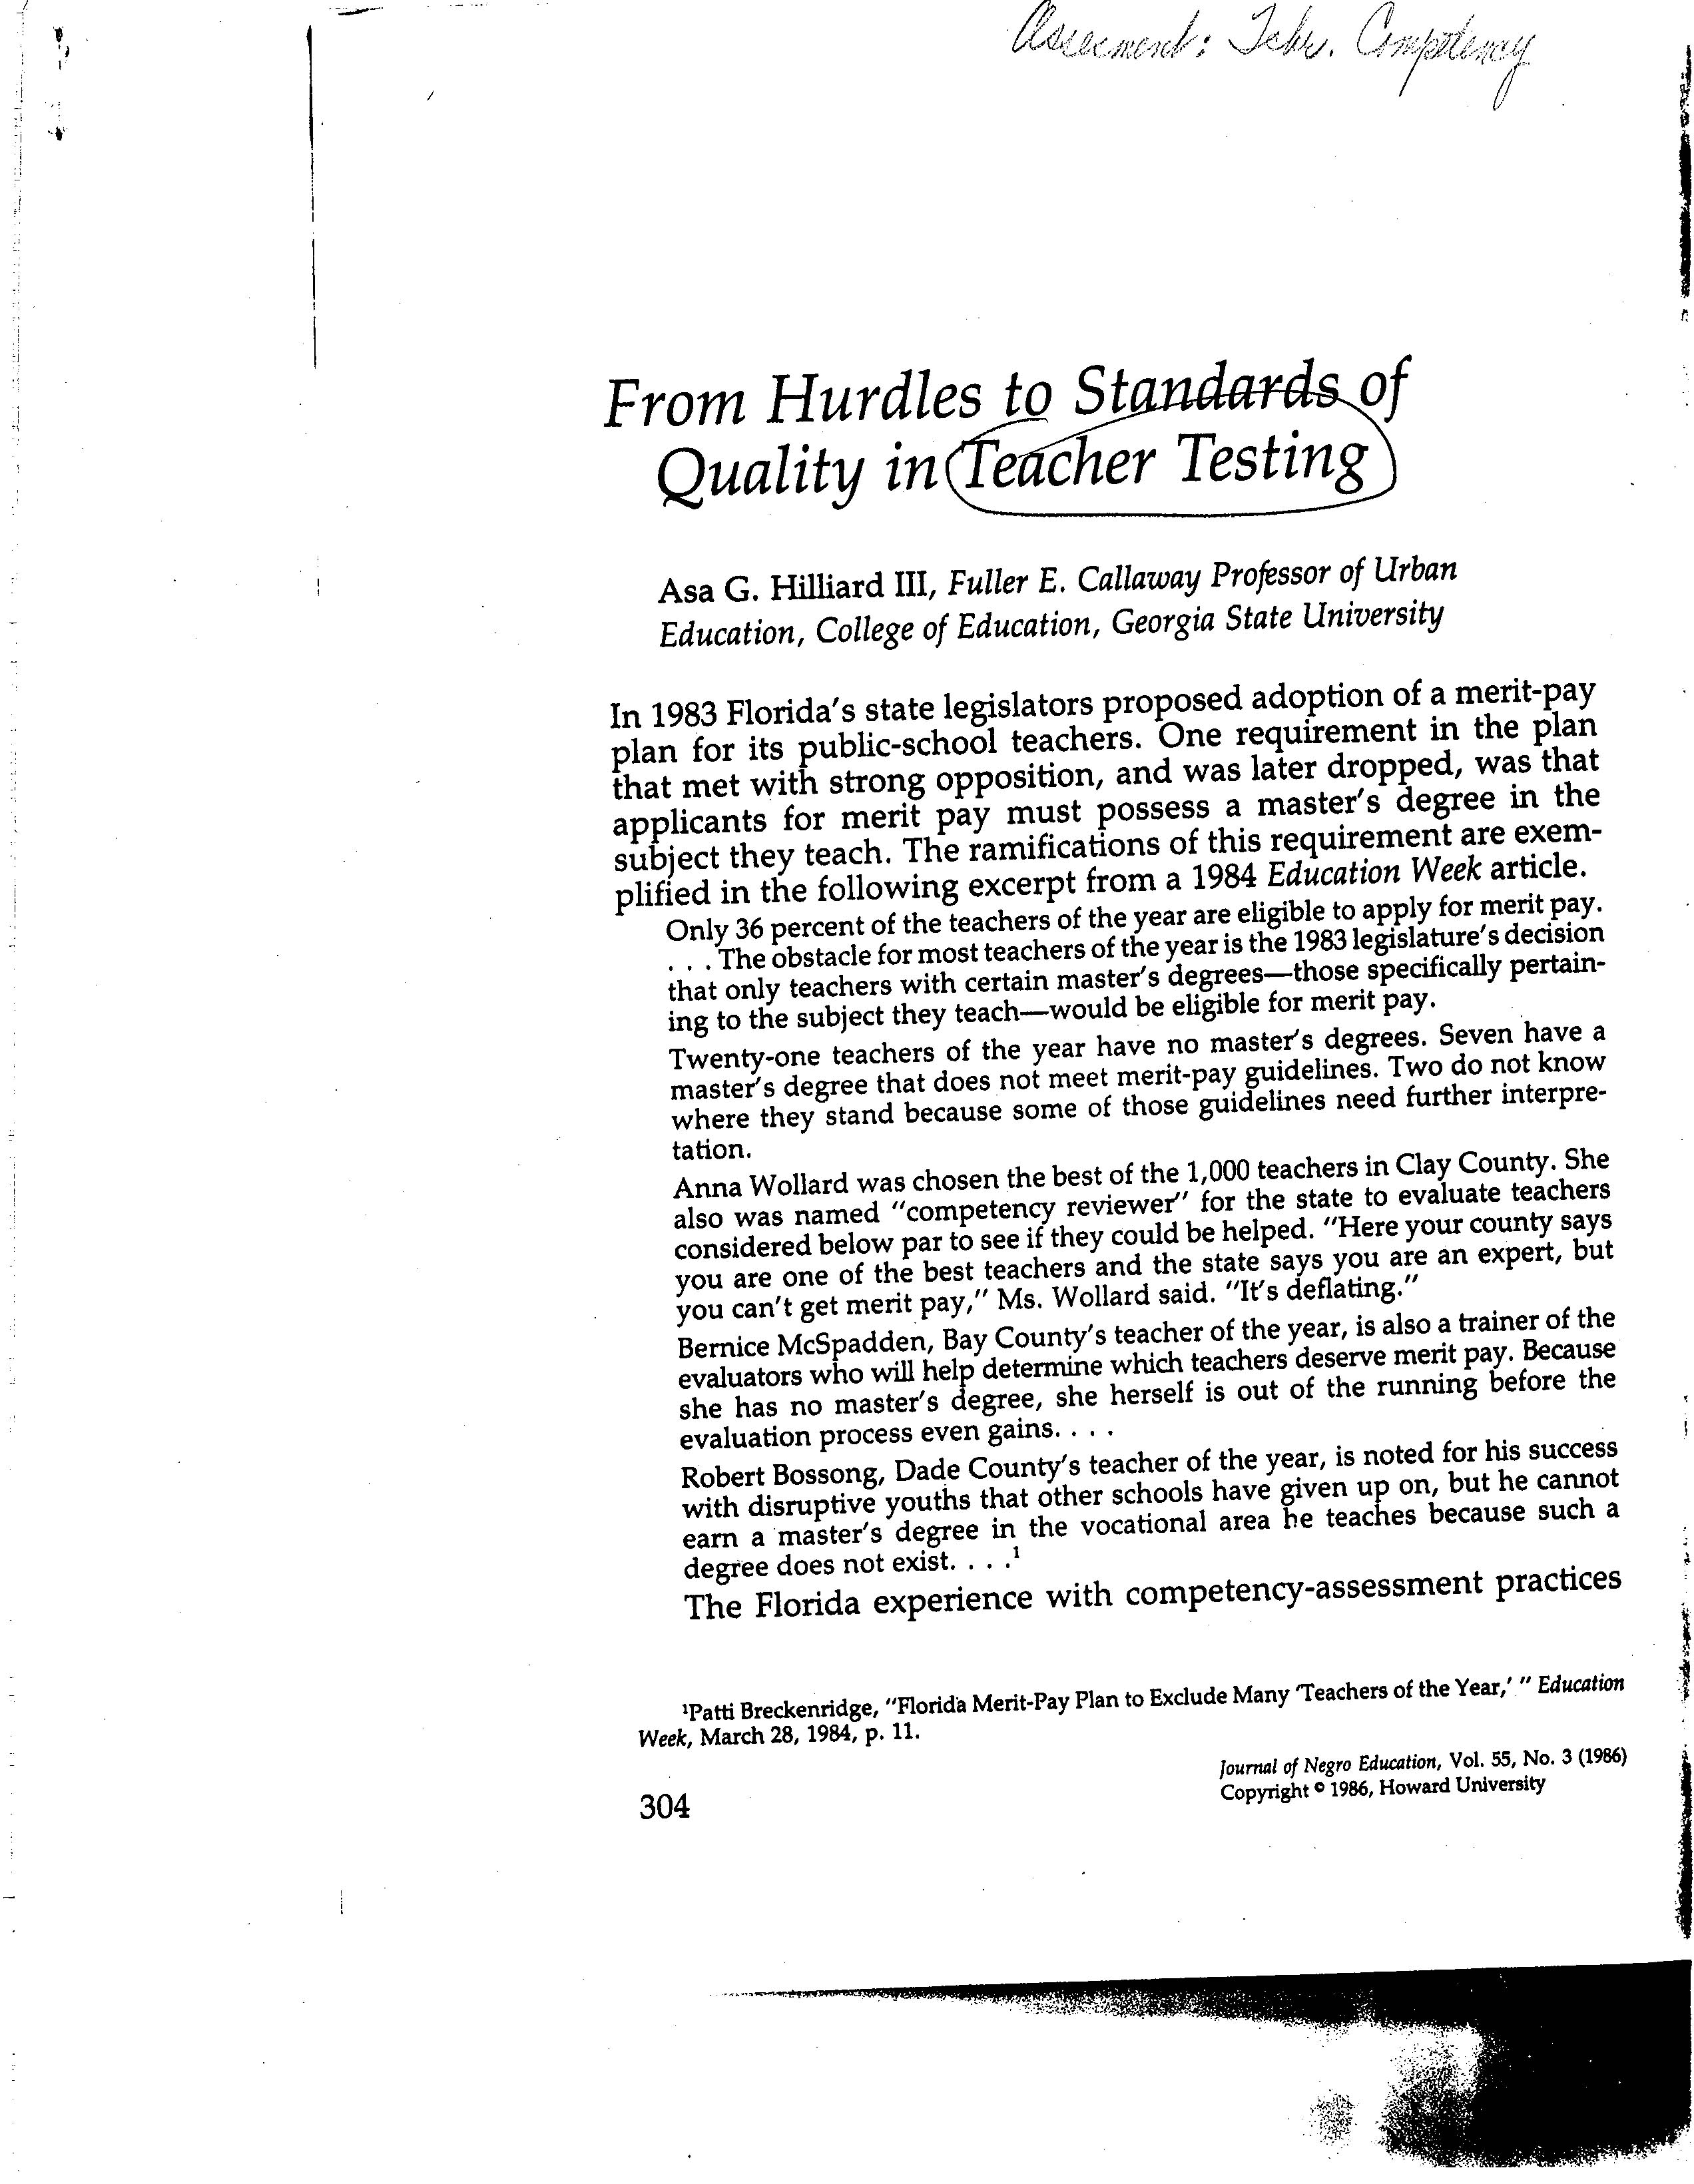 Assessment: Tchr. Competency
From Hurdles to Standards of
Quality in Teacher Testing
Asa G. Hilliard III, Fuller E. Callaway Professor of Urban
Education, College of Education, Georgia State University
In 1983 Florida's state legislators proposed adoption of a merit-pay
plan for its public-school teachers. One requirement in the plan
that met with strong opposition, and was later dropped, was that
applicants for merit pay must possess a master's degree in the
subject they teach. The ramifications of this requirement are exem-
plified in the following excerpt from a 1984 Education Week article.
Only 36 percent of the teachers of the year are eligible to apply for merit pay.
. . . The obstacle for most teachers of the year is the 1983 legislature's decision
that only teachers with certain master's degrees—those specifically pertain-
ing to the subject they teach—would be eligible for merit pay.
Twenty-one teachers of the year have no master's degrees. Seven have a
master's degree that does not meet merit-pay guidelines. Two do not know
where they stand because some of those guidelines need further interpre-
tation.
Anna Wollard was chosen the best of the 1,000 teachers in Clay County. She
also was named "competency reviewer" for the state to evaluate teachers
considered below par to see if they could be helped. "Here your county says
you are one of the best teachers and the state says you are an expert, but
you can't get merit pay," Ms. Wollard said. "It's deflating."
Bernice McSpadden, Bay County's teacher of the year, is also a trainer of the
evaluators who will help determine which teachers deserve merit pay. Because
she has no master's degree, she herself is out of the running before the
evaluation process even gains. . . .
Robert Bossong, Dade County's teacher of the year, is noted for his success
with disruptive youths that other schools have given up on, but he cannot
earn a master's degree in the vocational area he teaches because such a
degree does not exist. . . .¹
The Florida experience with competency-assessment practices
¹Patti Breckenridge, "Florida Merit-Pay Plan to Exclude Many 'Teachers of the Year,' " Education
Week, March 28, 1984, p. 11.
Journal of Negro Education, Vol. 55, No. 3 (1986)
Copyright © 1986, Howard University
304